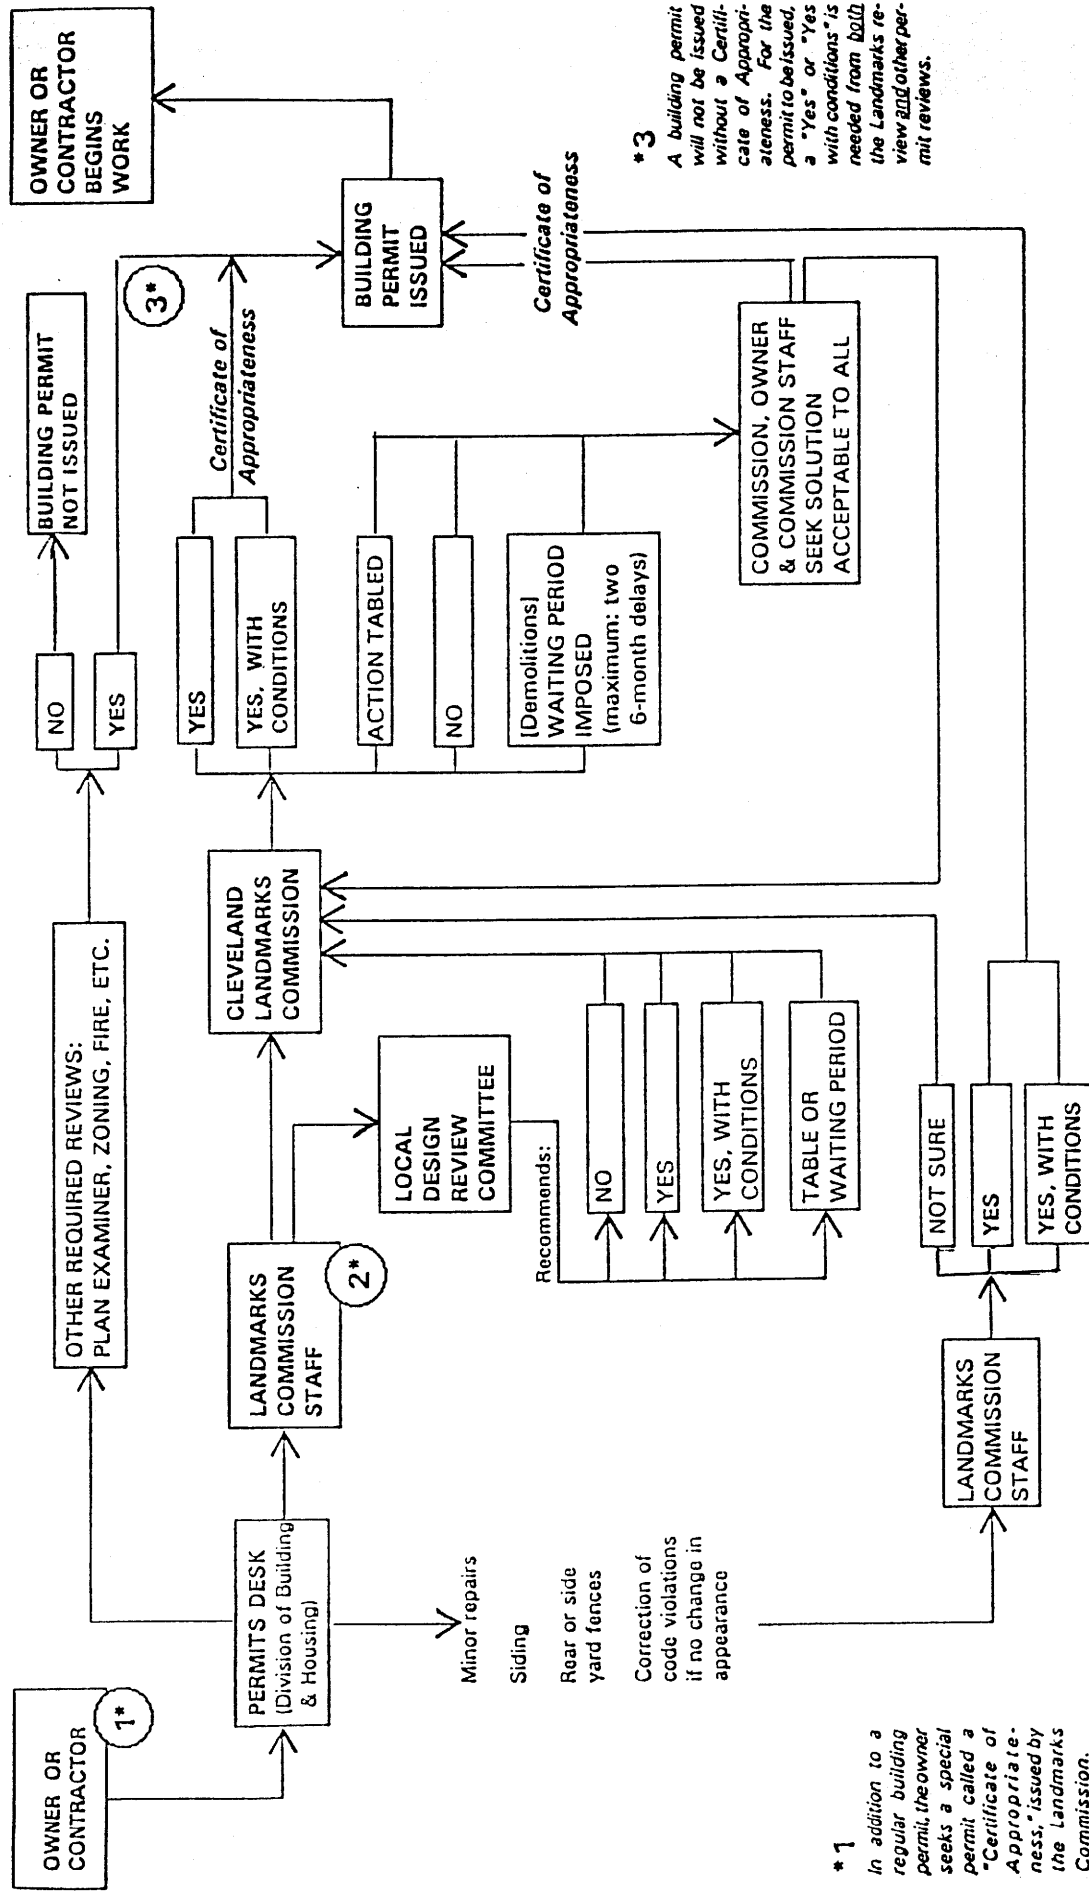 OWNER OR
CONTRACTOR
1*
PERMITS DESK
(Division of Building
& Housing)
OTHER REQUIRED REVIEWS:
PLAN EXAMINER, ZONING, FIRE, ETC.
NO
YES
BUILDING PERMIT
NOT ISSUED
3*
LANDMARKS
COMMISSION
STAFF
2*
CLEVELAND
LANDMARKS
COMMISSION
YES
YES, WITH
CONDITIONS
Certificate of
Appropriateness
ACTION TABLED
NO
[Demolitions]
WAITING PERIOD
IMPOSED
(maximum: two
6-month delays)
BUILDING
PERMIT
ISSUED
OWNER OR
CONTRACTOR
BEGINS
WORK
LOCAL
DESIGN
REVIEW
COMMITTEE
Recommends:
NO
YES
YES, WITH
CONDITIONS
TABLE OR
WAITING PERIOD
Certificate of
Appropriateness
COMMISSION, OWNER
& COMMISSION STAFF
SEEK SOLUTION
ACCEPTABLE TO ALL
Minor repairs
Siding
Rear or side
yard fences
Correction of
code violations
if no change in
appearance
LANDMARKS
COMMISSION
STAFF
NOT SURE
YES
YES, WITH
CONDITIONS
*1
In addition to a
regular building
permit, the owner
seeks a special
permit called a
"Certificate of
Appropriate-
ness," issued by
the Landmarks
Commission.
*3
A building permit
will not be issued
without a Certifi-
cate of Appropri-
ateness. For the
permit to be issued,
a "Yes" or "Yes
with conditions" is
needed from both
the Landmarks re-
view and other per-
mit reviews.